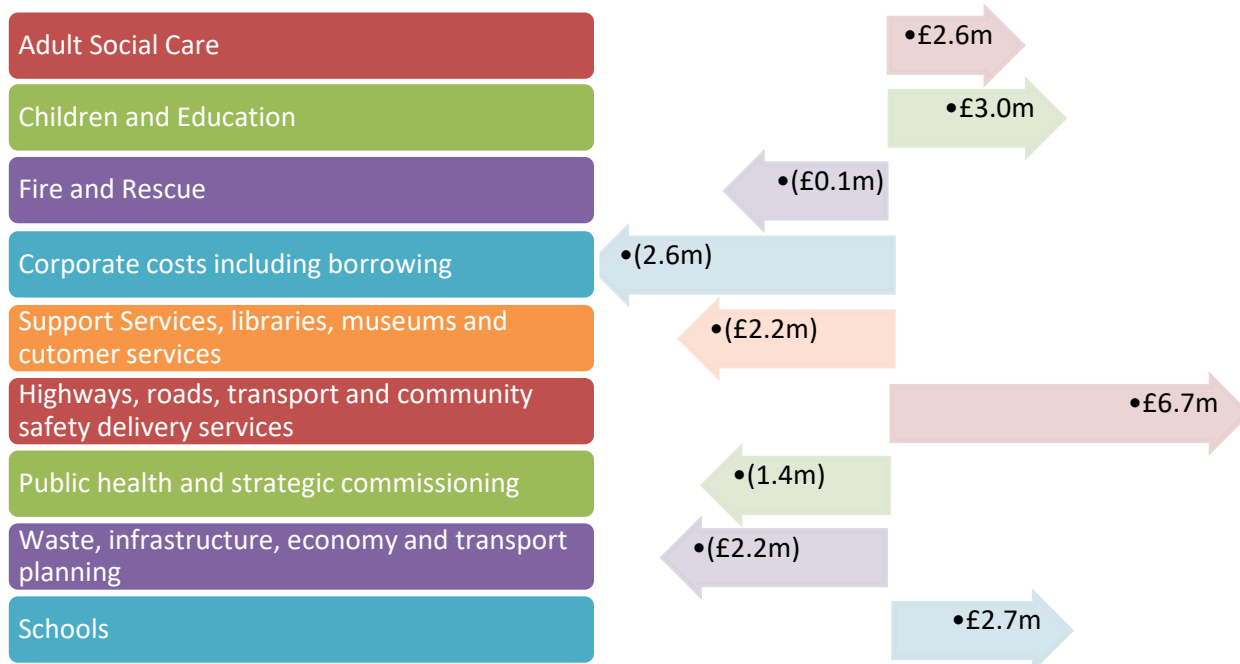 Adult Social Care
•£2.6m
Children and Education
•£3.0m
Fire and Rescue
•(£0.1m)
Corporate costs including borrowing
•(2.6m)
Support Services, libraries, museums and
cutomer services
•(£2.2m)
Highways, roads, transport and community
safety delivery services
•£6.7m
Public health and strategic commissioning
•(1.4m)
Waste, infrastructure, economy and transport
planning
•(£2.2m)
Schools
•£2.7m